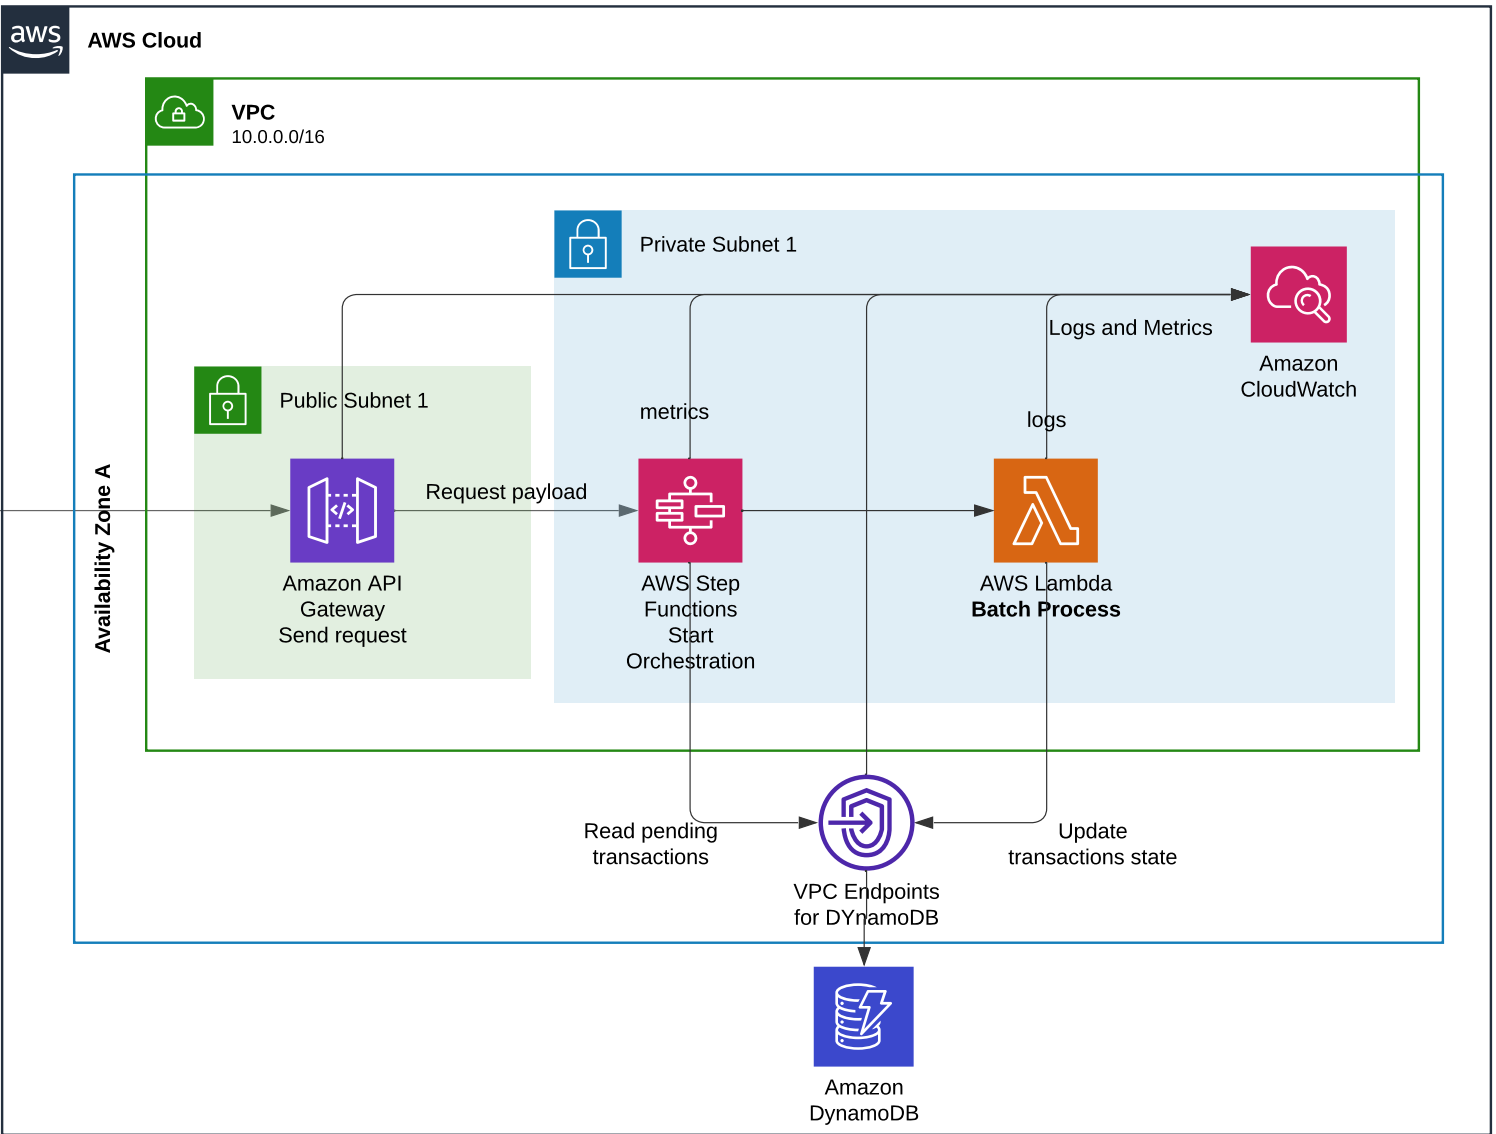 aws
AWS Cloud
VPC
10.0.0.0/16
Private Subnet 1
Logs and Metrics
Amazon
CloudWatch
Public Subnet 1
metrics
logs
Availability Zone A
Request payload
</>
Amazon API
Gateway
Send request
AWS Step
Functions
Start
Orchestration
AWS Lambda
Batch Process
Read pending
transactions
Update
transactions state
VPC Endpoints
for DYnamoDB
Amazon
DynamoDB